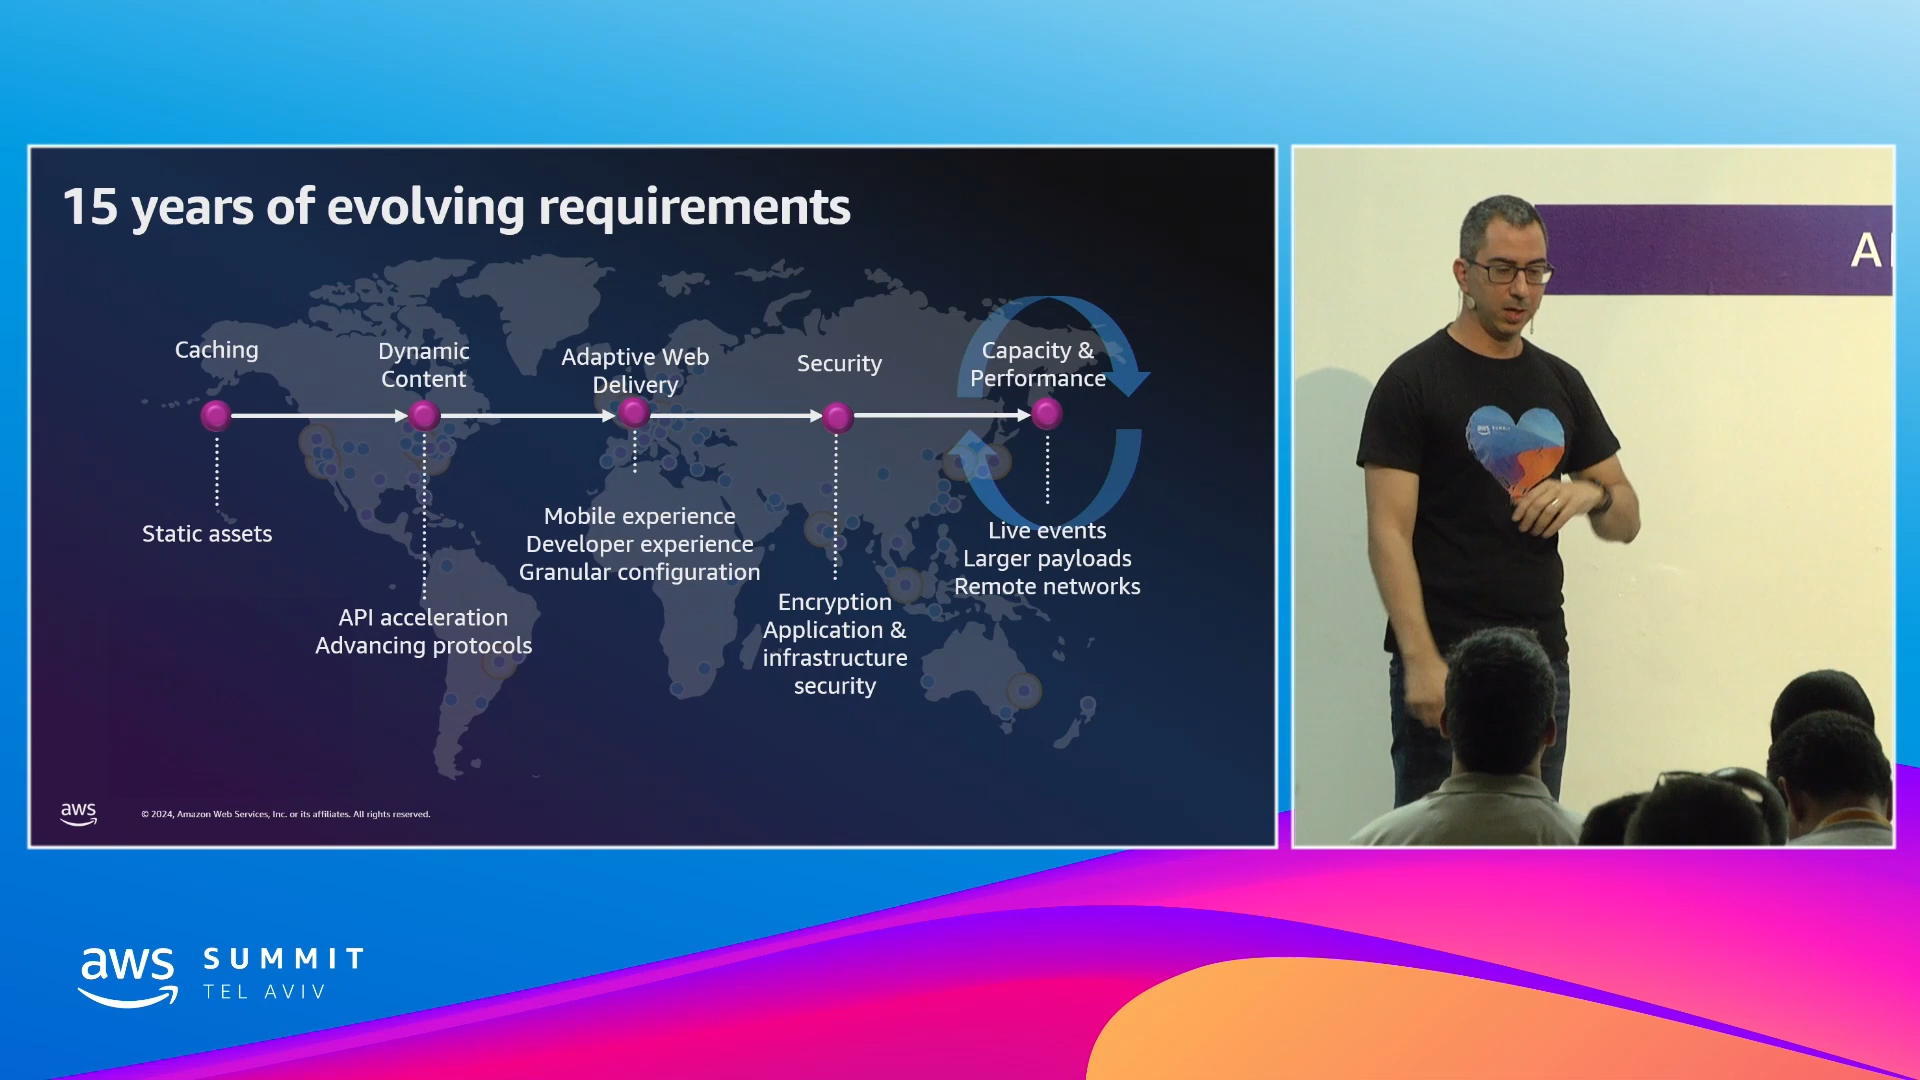 15 years of evolving requirements
Caching
Dynamic
Content
Adaptive Web
Delivery
Security
Capacity &
Performance
Static assets
API acceleration
Advancing protocols
Mobile experience
Developer experience
Granular configuration
Encryption
Application &
infrastructure
security
Live events
Larger payloads
Remote networks
aws
© 2024, Amazon Web Services, Inc. or its affiliates. All rights reserved.
A
aws SUMMIT
TEL AVIV